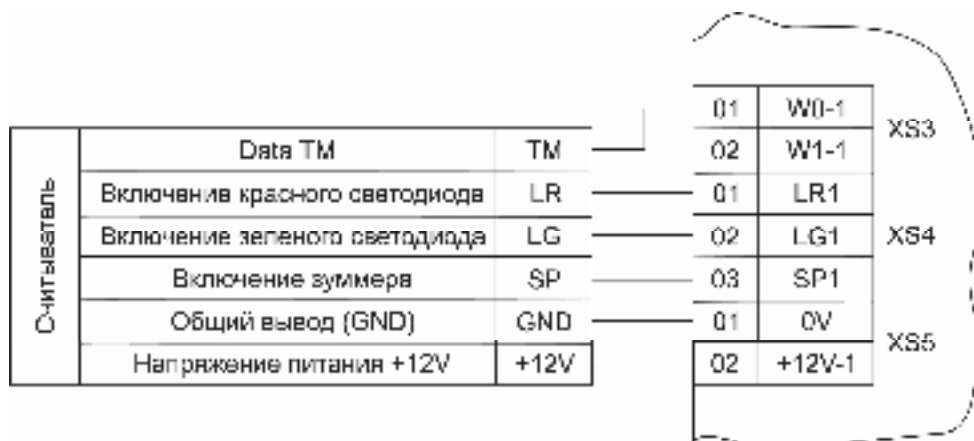 01 W0-1
XS3
Data TM TM 02 W1-1
Включение красного светодиода LR 01 LR1
Включение зеленого светодиода LG 02 LG1 XS4
Включение зуммера SP 03 SP1
Общий вывод (GND) GND 01 0V
XS5
Напряжение питания +12V +12V 02 +12V-1
Считыватель